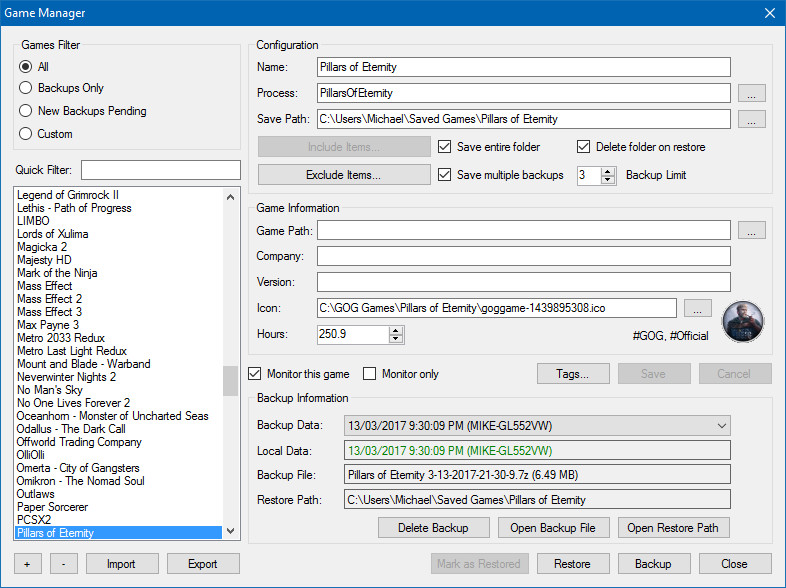 Game Manager
Games Filter
All
Backups Only
New Backups Pending
Custom
Quick Filter:
Legend of Grimrock II
Lethis - Path of Progress
LIMBO
Lords of Xulima
Magicka 2
Majesty HD
Mark of the Ninja
Mass Effect
Mass Effect 2
Mass Effect 3
Max Payne 3
Metro 2033 Redux
Metro Last Light Redux
Mount and Blade - Warband
Neverwinter Nights 2
No Man's Sky
No One Lives Forever 2
Oceanhorn - Monster of Uncharted Seas
Odallus - The Dark Call
Offworld Trading Company
OlliOlli
Omerta - City of Gangsters
Omikron - The Nomad Soul
Outlaws
Paper Sorcerer
PCSX2
Pillars of Eternity
+ - Import Export
Configuration
Name: Pillars of Eternity
Process: PillarsOfEternity ...
Save Path: C:\Users\Michael\Saved Games\Pillars of Eternity ...
Include Items... Save entire folder Delete folder on restore
Exclude Items... Save multiple backups 3 Backup Limit
Game Information
Game Path: ...
Company:
Version:
Icon: C:\GOG Games\Pillars of Eternity\goggame-1439895308.ico ...
Hours: 250.9 #GOG, #Official
Monitor this game Monitor only Tags... Save Cancel
Backup Information
Backup Data: 13/03/2017 9:30:09 PM (MIKE-GL552VW)
Local Data: 13/03/2017 9:30:09 PM (MIKE-GL552VW)
Backup File: Pillars of Eternity 3-13-2017-21-30-9.7z (6.49 MB)
Restore Path: C:\Users\Michael\Saved Games\Pillars of Eternity
Delete Backup Open Backup File Open Restore Path
Mark as Restored Restore Backup Close